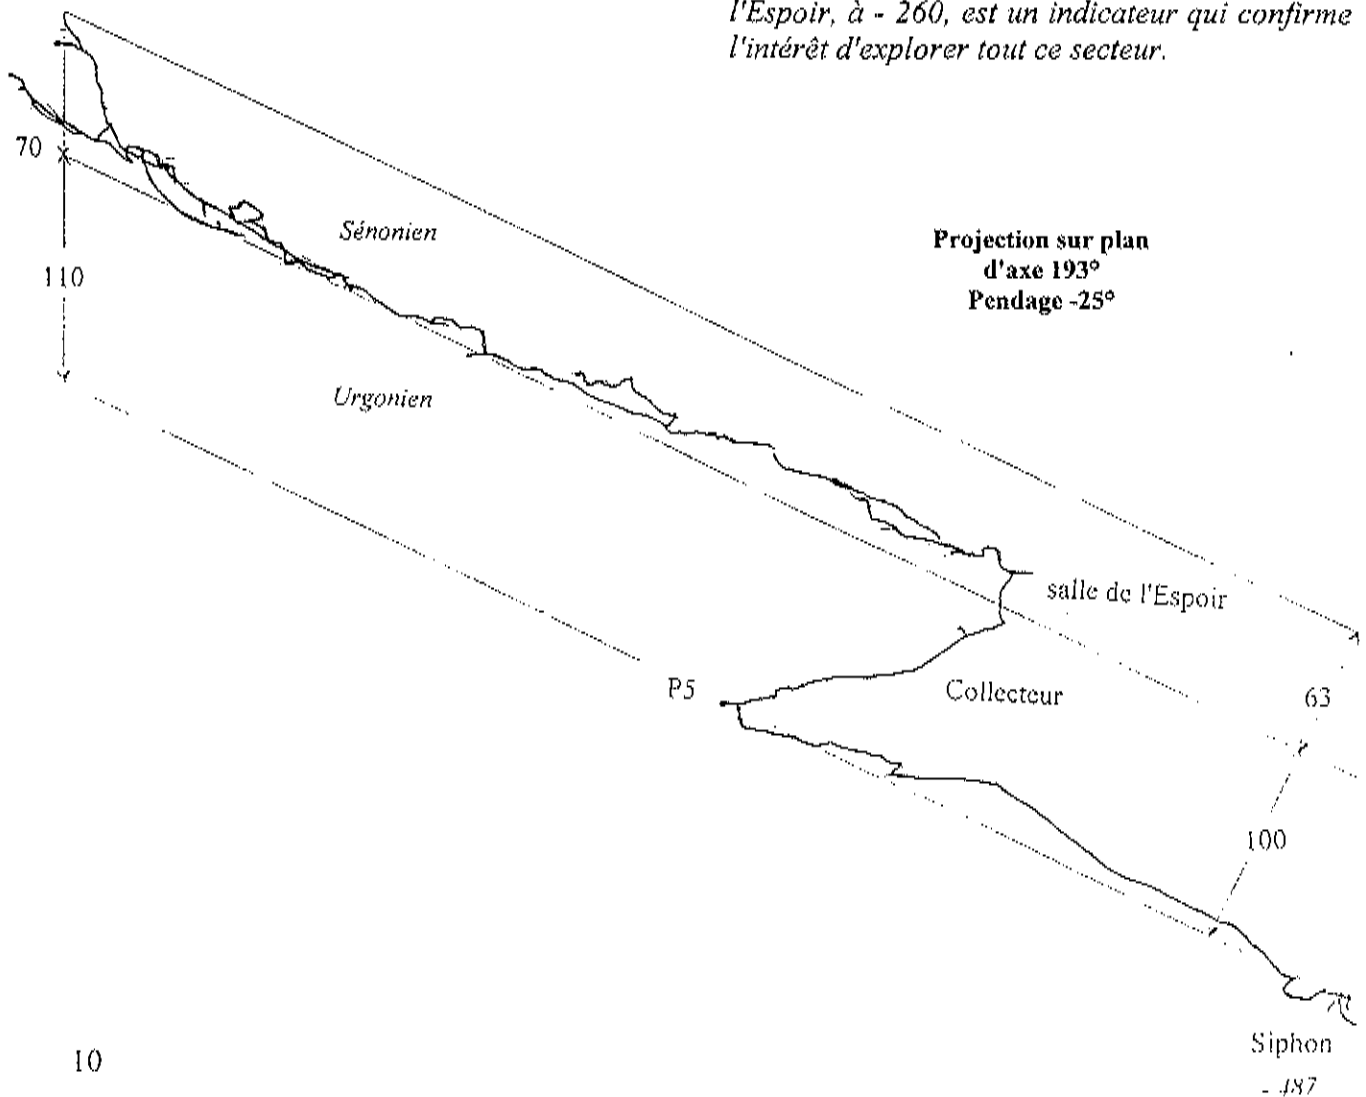 l'Espoir, à - 260, est un indicateur qui confirme
l'intérêt d'explorer tout ce secteur.
70
Sénonien
Projection sur plan
d'axe 193°
Pendage -25°
110
Urgonien
salle de l'Espoir
P5
Collecteur
63
100
Siphon
- 487
10